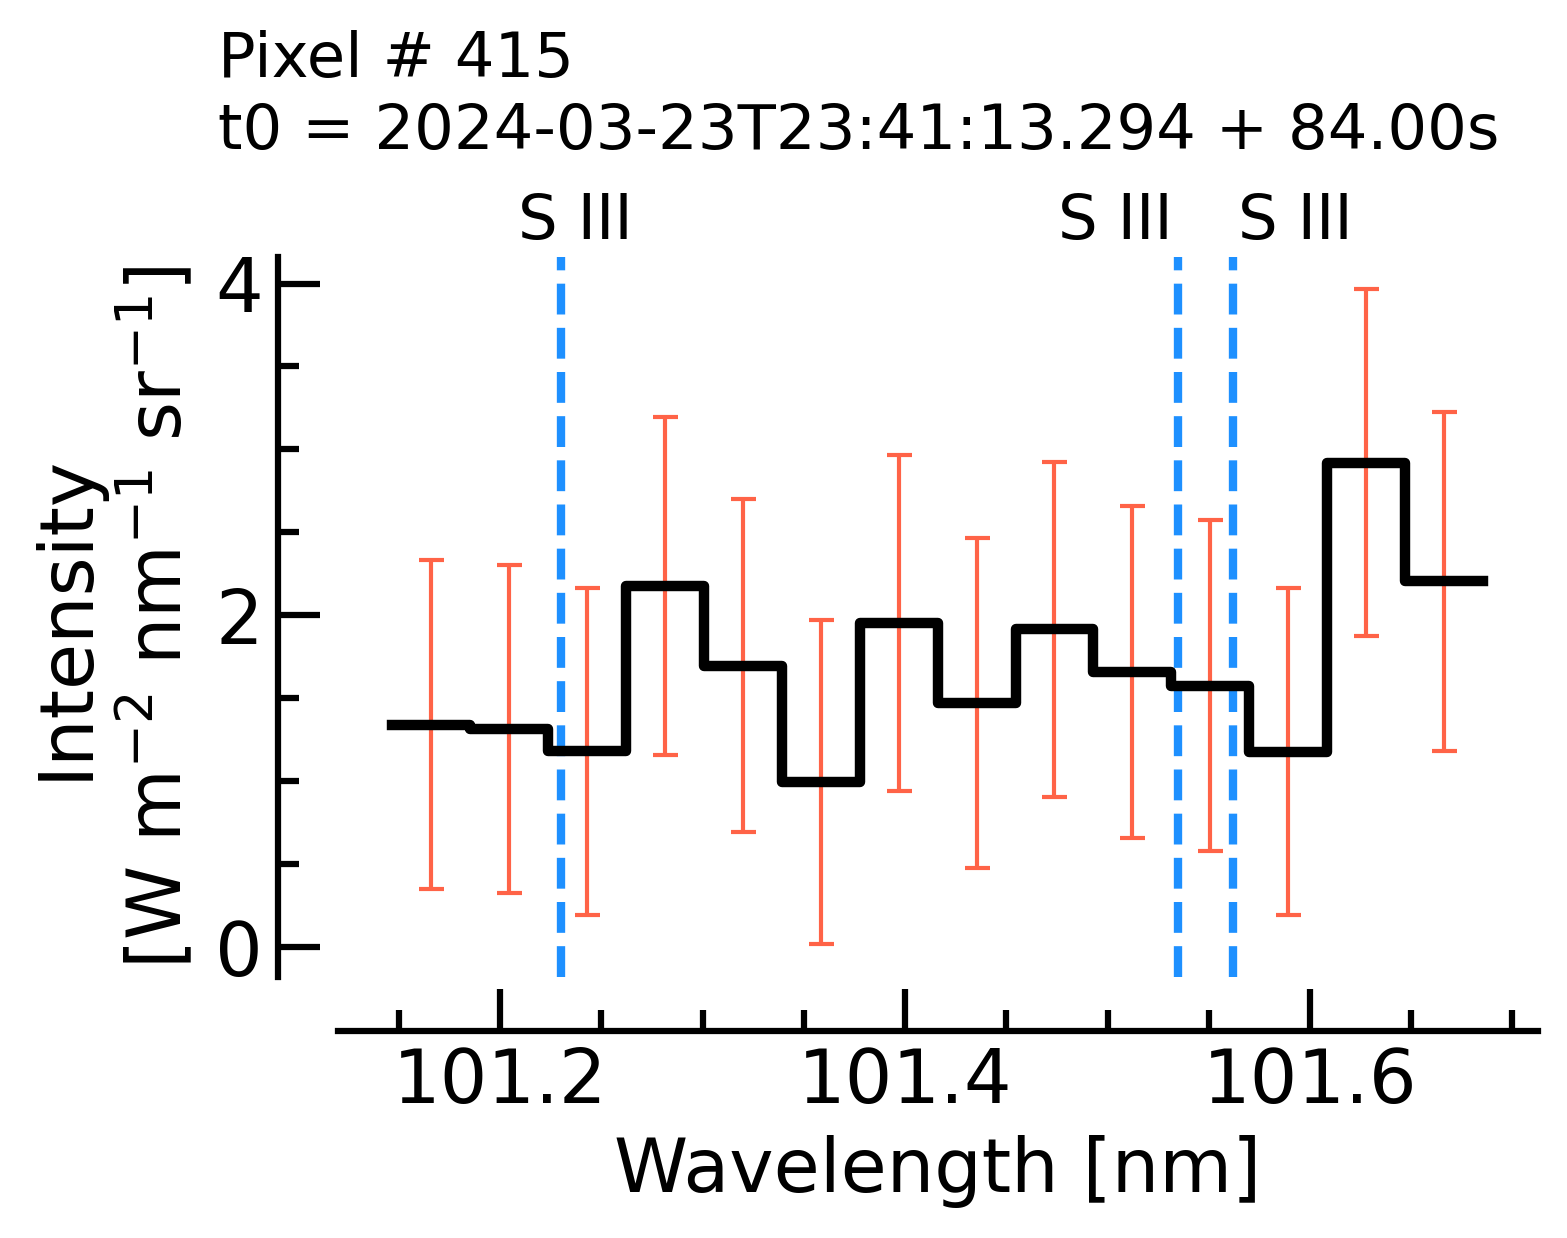 Pixel # 415
t0 = 2024-03-23T23:41:13.294 + 84.00s
S III S III S III
Intensity
[W m⁻² nm⁻¹ sr⁻¹]
4
2
0
101.2 101.4 101.6
Wavelength [nm]